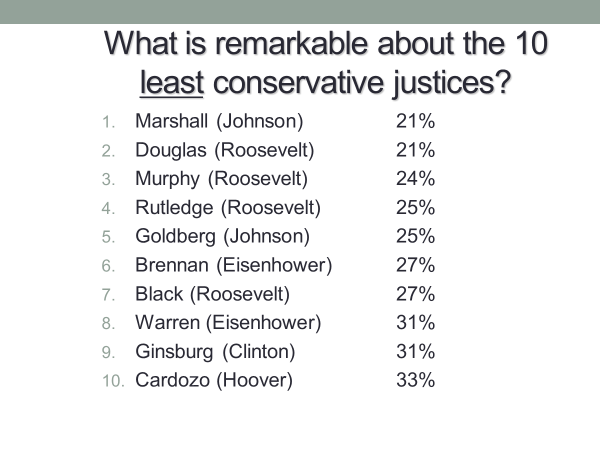 What is remarkable about the 10
least conservative justices?
1. Marshall (Johnson) 21%
2. Douglas (Roosevelt) 21%
3. Murphy (Roosevelt) 24%
4. Rutledge (Roosevelt) 25%
5. Goldberg (Johnson) 25%
6. Brennan (Eisenhower) 27%
7. Black (Roosevelt) 27%
8. Warren (Eisenhower) 31%
9. Ginsburg (Clinton) 31%
10. Cardozo (Hoover) 33%